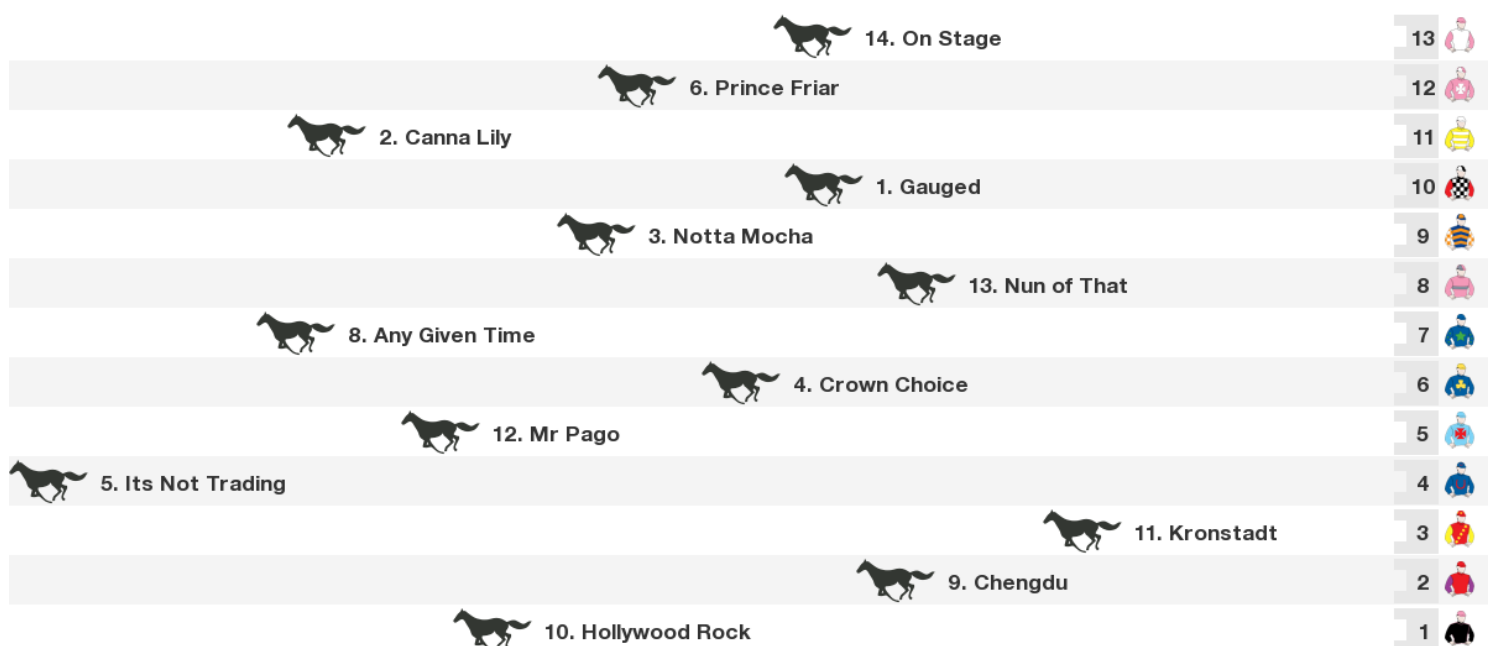 14. On Stage 13
6. Prince Friar 12
2. Canna Lily 11
1. Gauged 10
3. Notta Mocha 9
13. Nun of That 8
8. Any Given Time 7
4. Crown Choice 6
12. Mr Pago 5
5. Its Not Trading 4
11. Kronstadt 3
9. Chengdu 2
10. Hollywood Rock 1